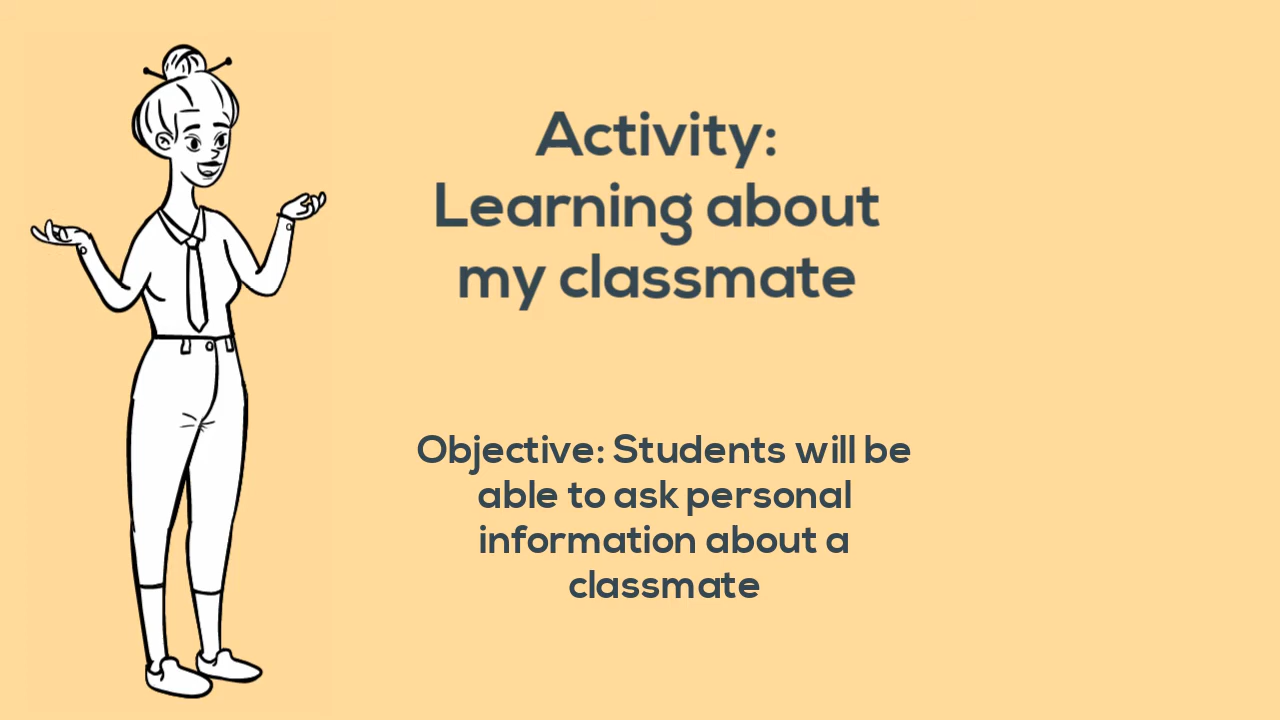 Activity:
Learning about
my classmate
Objective: Students will be
able to ask personal
information about a
classmate